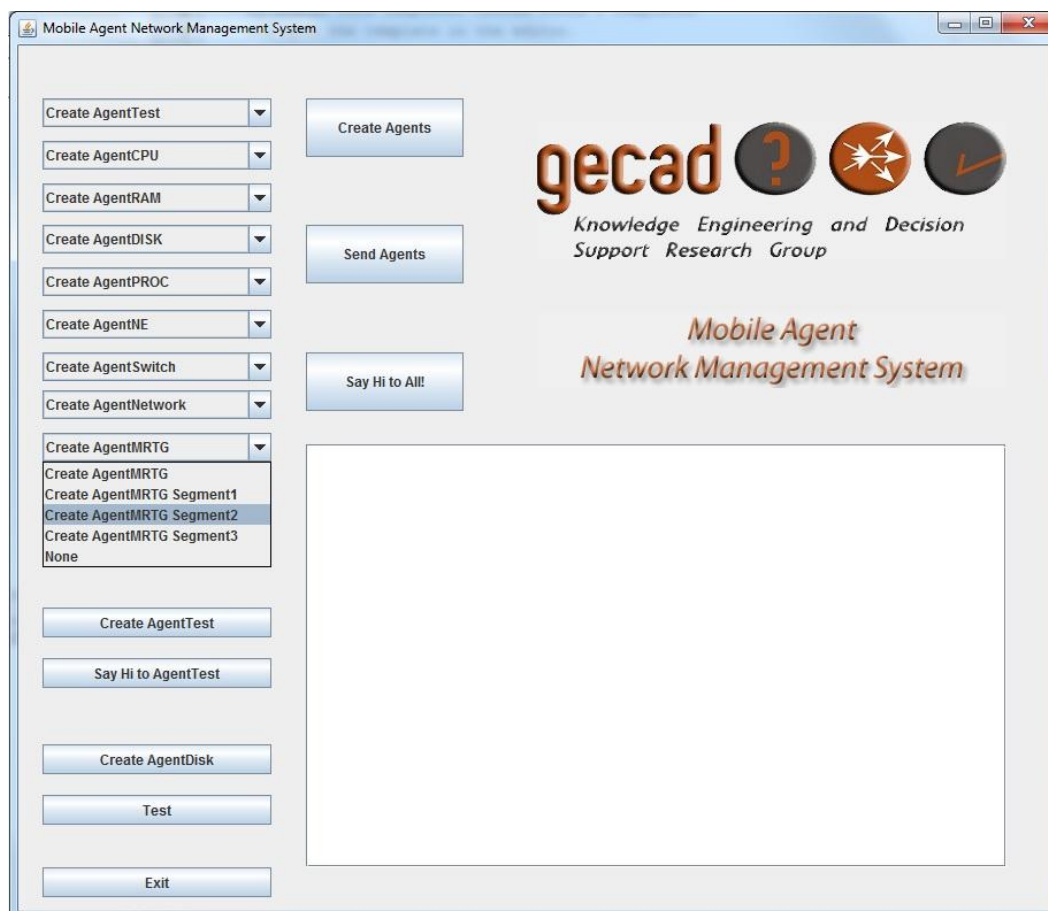 Mobile Agent Network Management System
Create AgentTest
Create AgentCPU
Create AgentRAM
Create AgentDISK
Create AgentPROC
Create AgentNE
Create AgentSwitch
Create AgentNetwork
Create AgentMRTG
Create AgentMRTG
Create AgentMRTG Segment1
Create AgentMRTG Segment2
Create AgentMRTG Segment3
None
Create AgentTest
Say Hi to AgentTest
Create AgentDisk
Test
Exit
Create Agents
Send Agents
Say Hi to All!
gecad ?
Knowledge Engineering and Decision
Support Research Group
Mobile Agent
Network Management System